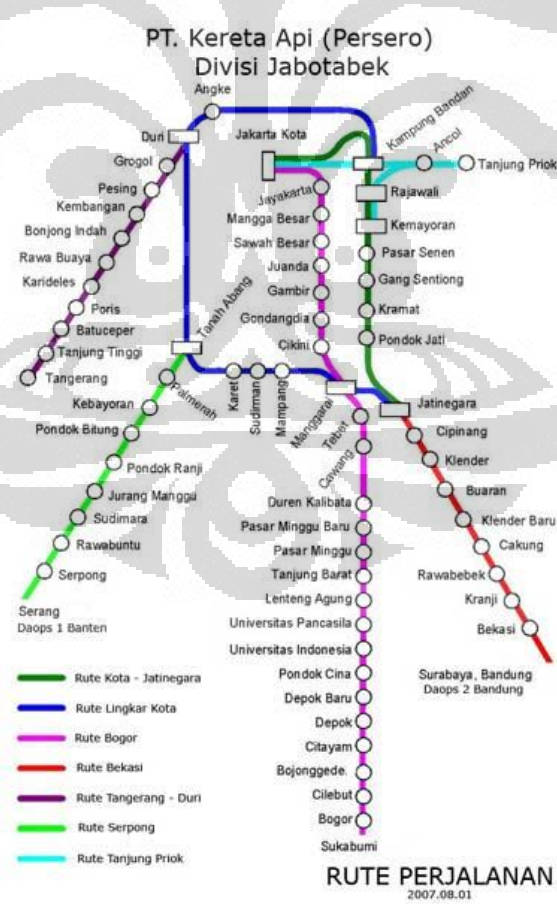 PT. Kereta Api (Persero)
Divisi Jabotabek
Angke
Duri
Jakarta Kota
Kampung Bandan
Ancol
Tanjung Priok
Grogol
Pesing
Kembangan
Bonjong Indah
Rawa Buaya
Karideles
Poris
Batuceper
Tanjung Tinggi
Tangerang
Jayakarta
Mangga Besar
Sawah Besar
Juanda
Gambir
Gondangdia
Cikini
Rajawali
Kemayoran
Pasar Senen
Gang Sentiong
Kramat
Pondok Jati
Tanah Abang
Palmerah
Kebayoran
Pondok Bitung
Pondok Ranji
Jurang Manggu
Sudimara
Rawabuntu
Serpong
Serang
Daops 1 Banten
Karet
Sudirman
Mampang
Manggarai
Jatinegara
Tebet
Cawang
Duren Kalibata
Pasar Minggu Baru
Pasar Minggu
Tanjung Barat
Lenteng Agung
Universitas Pancasila
Universitas Indonesia
Pondok Cina
Depok Baru
Depok
Citayam
Bojonggede.
Cilebut
Bogor
Sukabumi
Cipinang
Klender
Buaran
Klender Baru
Cakung
Rawabebek
Kranji
Bekasi
Surabaya, Bandung
Daops 2 Bandung
Rute Kota - Jatinegara
Rute Lingkar Kota
Rute Bogor
Rute Bekasi
Rute Tangerang - Duri
Rute Serpong
Rute Tanjung Priok
RUTE PERJALANAN
2007.08.01